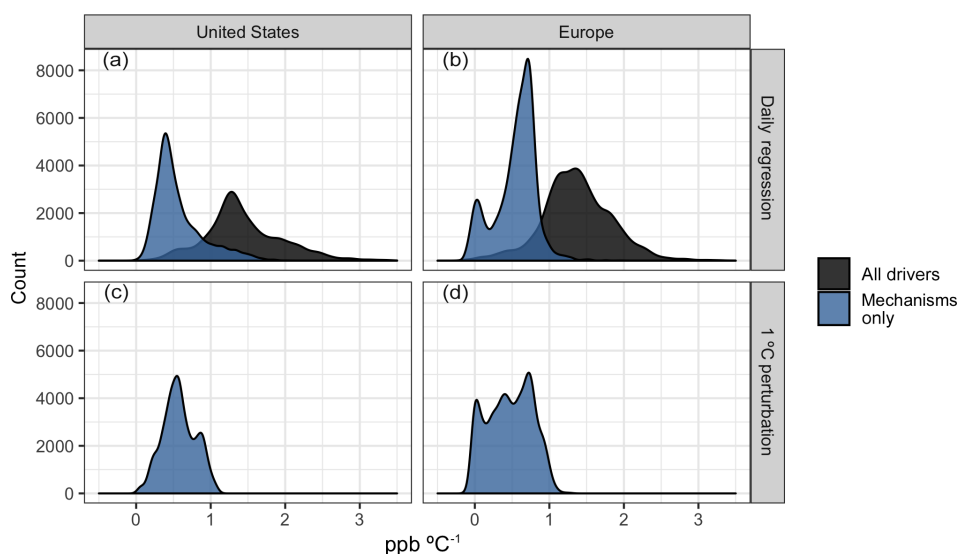 United States
Europe
(a)
(b)
8000
6000
4000
2000
0
Daily regression
(c)
(d)
8000
6000
4000
2000
0
1 ºC perturbation
Count
0 1 2 3
0 1 2 3
ppb ºC-1
All drivers
Mechanisms
only